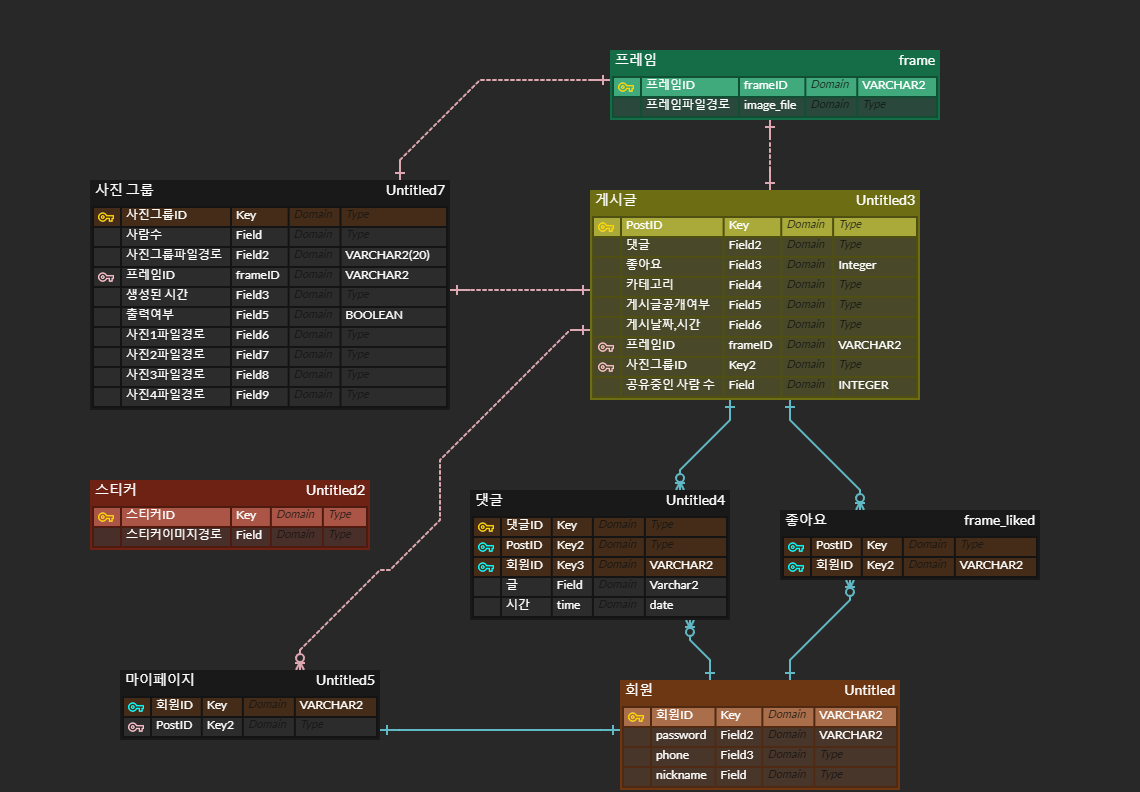 프레임 frame
프레임ID frameID Domain VARCHAR2
프레임파일경로 image_file Domain Type
사진 그룹 Untitled7
사진그룹ID Key Domain Type
사람수 Field Domain Type
사진그룹파일경로 Field2 Domain VARCHAR2(20)
프레임ID frameID Domain VARCHAR2
생성된 시간 Field3 Domain Type
출력여부 Field5 Domain BOOLEAN
사진1파일경로 Field6 Domain Type
사진2파일경로 Field7 Domain Type
사진3파일경로 Field8 Domain Type
사진4파일경로 Field9 Domain Type
게시글 Untitled3
PostID Key Domain Type
댓글 Field2 Domain Type
좋아요 Field3 Domain Integer
카테고리 Field4 Domain Type
게시글공개여부 Field5 Domain Type
게시날짜,시간 Field6 Domain Type
프레임ID frameID Domain VARCHAR2
사진그룹ID Key2 Domain Type
공유중인 사람 수 Field Domain INTEGER
스티커 Untitled2
스티커ID Key Domain Type
스티커이미지경로 Field Domain Type
댓글 Untitled4
댓글ID Key Domain Type
PostID Key2 Domain Type
회원ID Key3 Domain VARCHAR2
글 Field Domain Varchar2
시간 time Domain date
좋아요 frame_liked
PostID Key Domain Type
회원ID Key2 Domain VARCHAR2
마이페이지 Untitled5
회원ID Key Domain VARCHAR2
PostID Key2 Domain Type
회원 Untitled
회원ID Key Domain VARCHAR2
password Field2 Domain VARCHAR2
phone Field3 Domain Type
nickname Field Domain Type